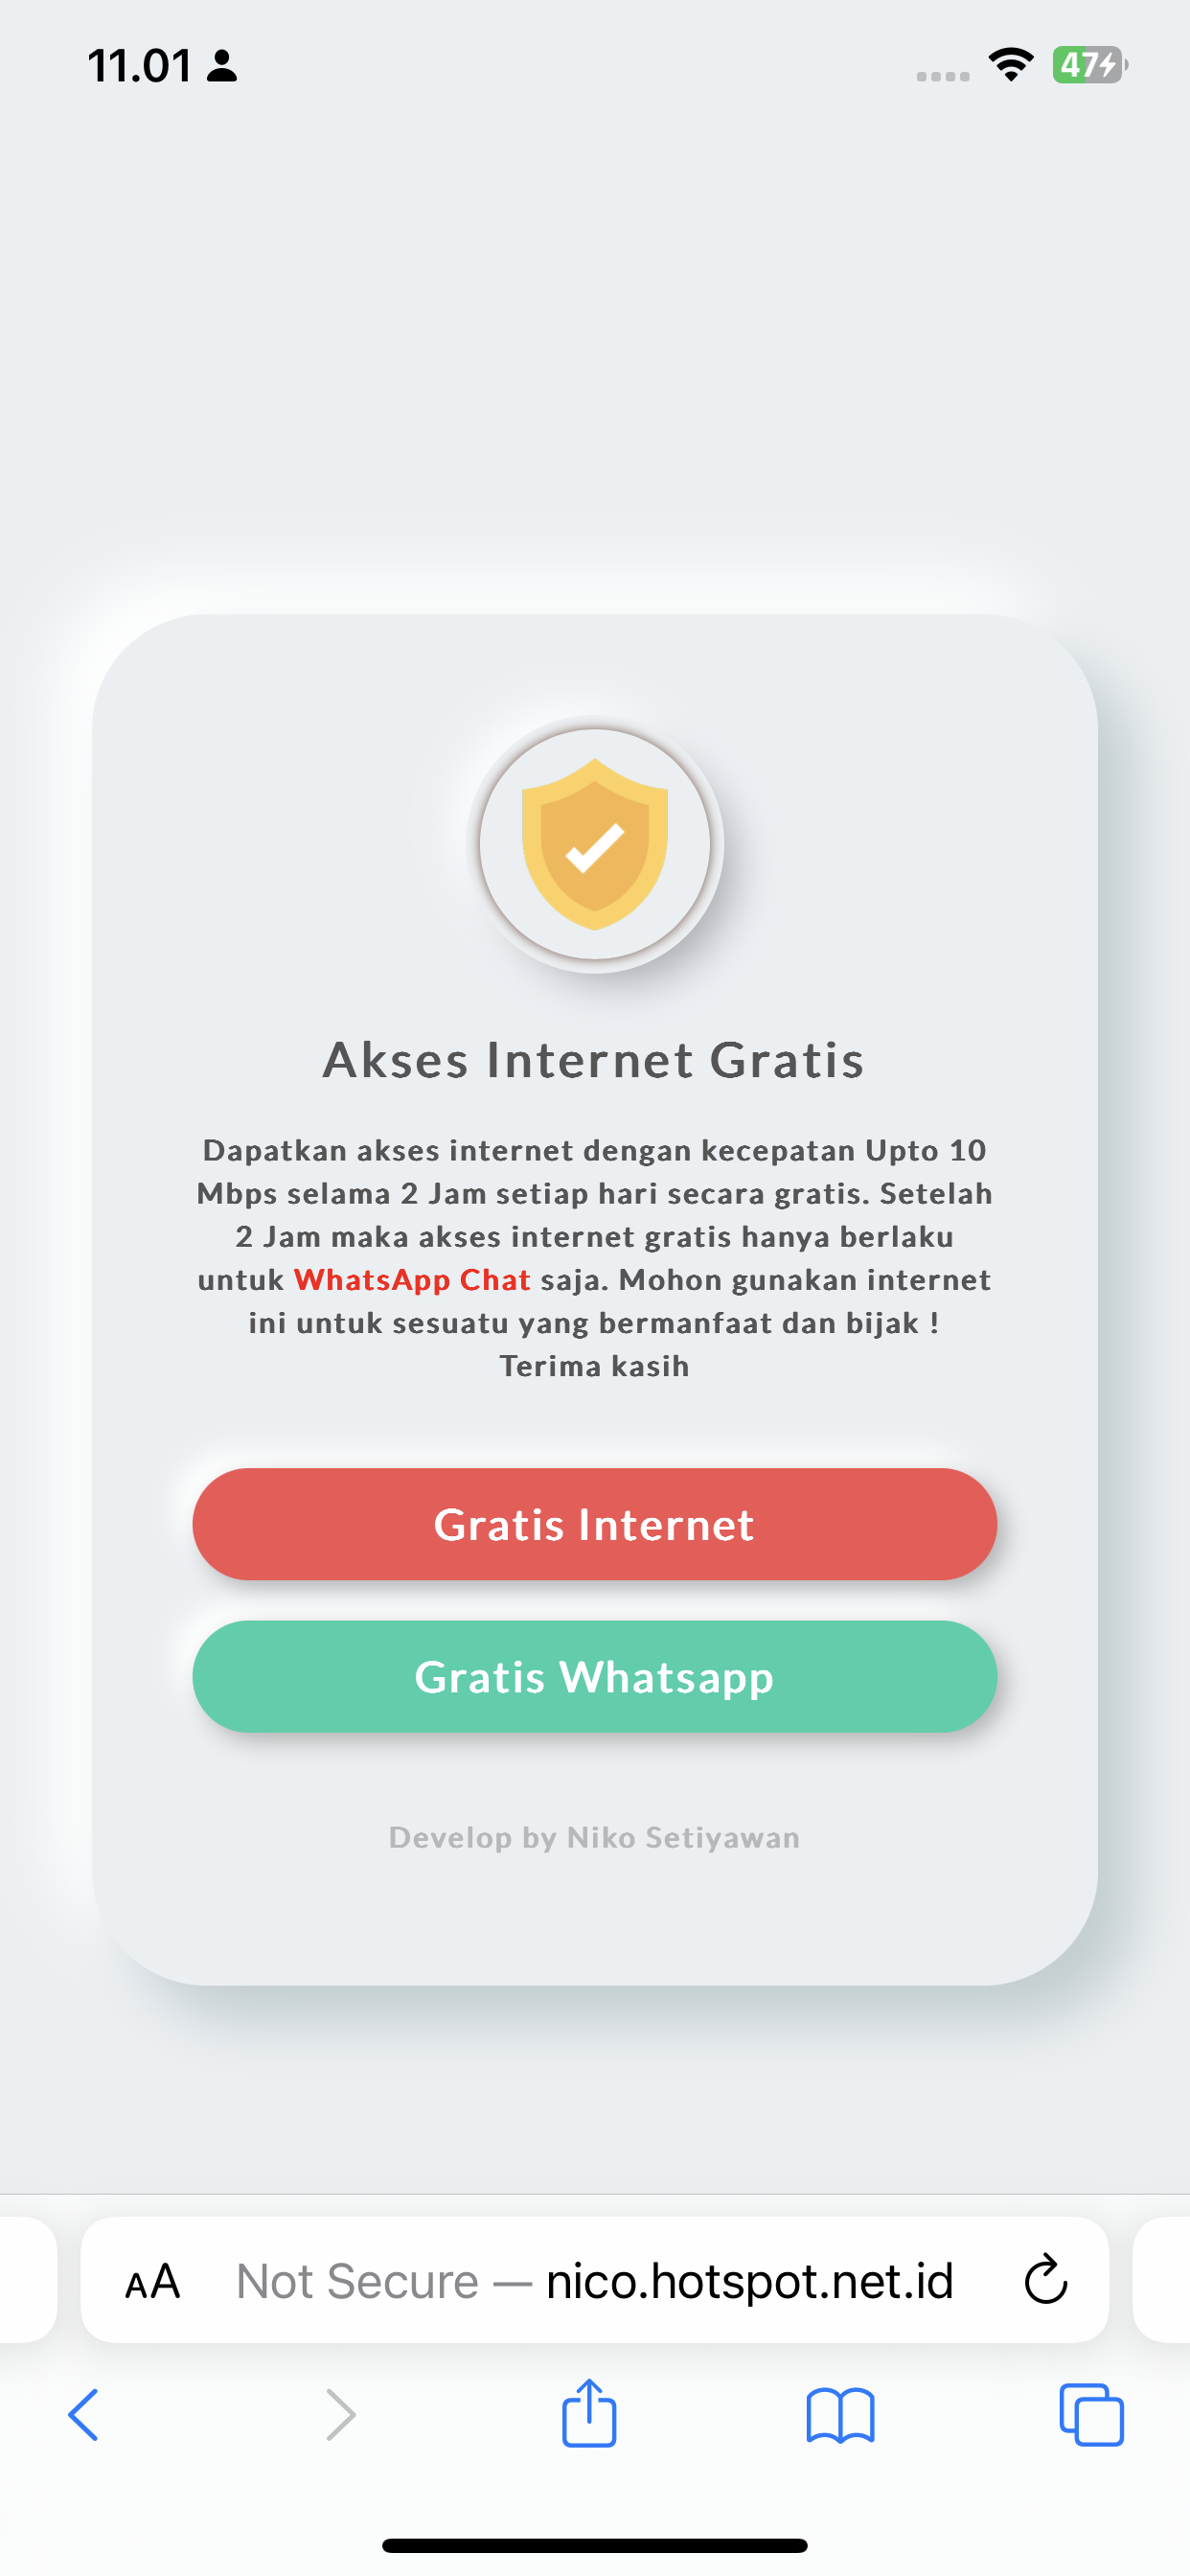 11.01
47
Akses Internet Gratis
Dapatkan akses internet dengan kecepatan Upto 10
Mbps selama 2 Jam setiap hari secara gratis. Setelah
2 Jam maka akses internet gratis hanya berlaku
untuk WhatsApp Chat saja. Mohon gunakan internet
ini untuk sesuatu yang bermanfaat dan bijak !
Terima kasih
Gratis Internet
Gratis Whatsapp
Develop by Niko Setiyawan
AA Not Secure — nico.hotspot.net.id